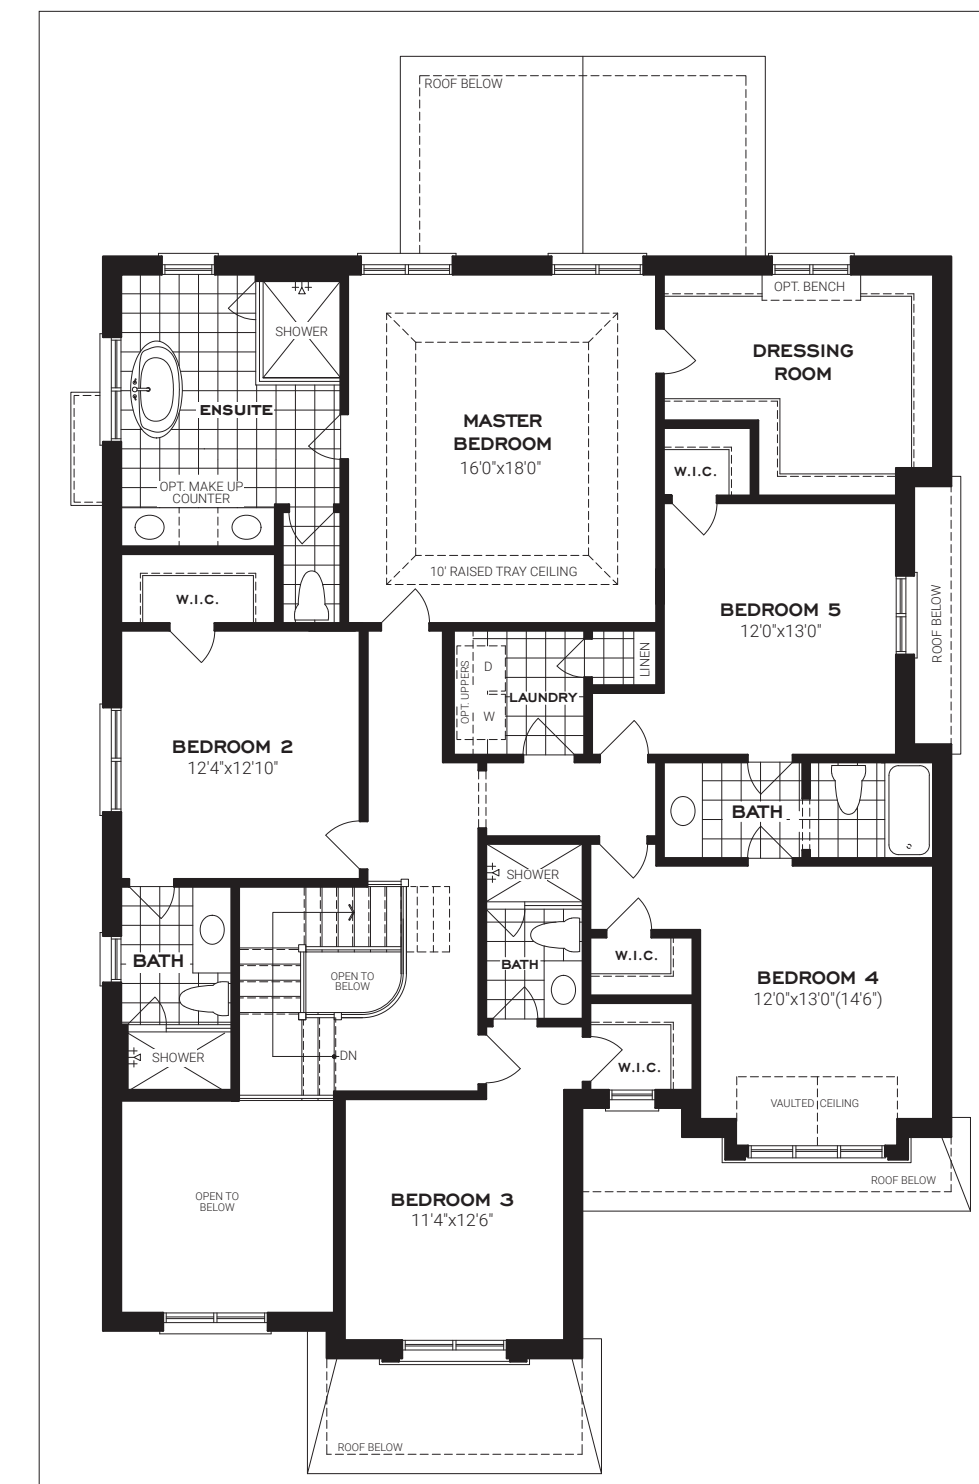 ROOF BELOW
OPT. BENCH
SHOWER
DRESSING
ROOM
ENSUITE
MASTER
BEDROOM
16'0"x18'0"
W.I.C.
OPT. MAKE UP
COUNTER
10' RAISED TRAY CEILING
W.I.C.
BEDROOM 5
12'0"x13'0"
ROOF BELOW
OPT. UPPERS
D
W
LAUNDRY
LINEN
BEDROOM 2
12'4"x12'10"
BATH
SHOWER
BATH
OPEN TO
BELOW
BATH
W.I.C.
BEDROOM 4
12'0"x13'0"(14'6")
SHOWER
DN
W.I.C.
VAULTED CEILING
ROOF BELOW
OPEN TO
BELOW
BEDROOM 3
11'4"x12'6"
ROOF BELOW